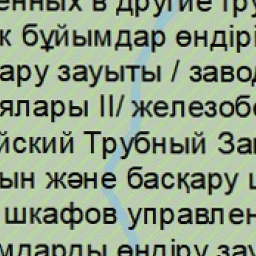 енных в другие гру
к бұйымдар өндірі
ару зауыты / завод
ялары II/ железобе
йский Трубный Зав
ын және басқару ш
шкафов управлен
мдарды өндіру зау